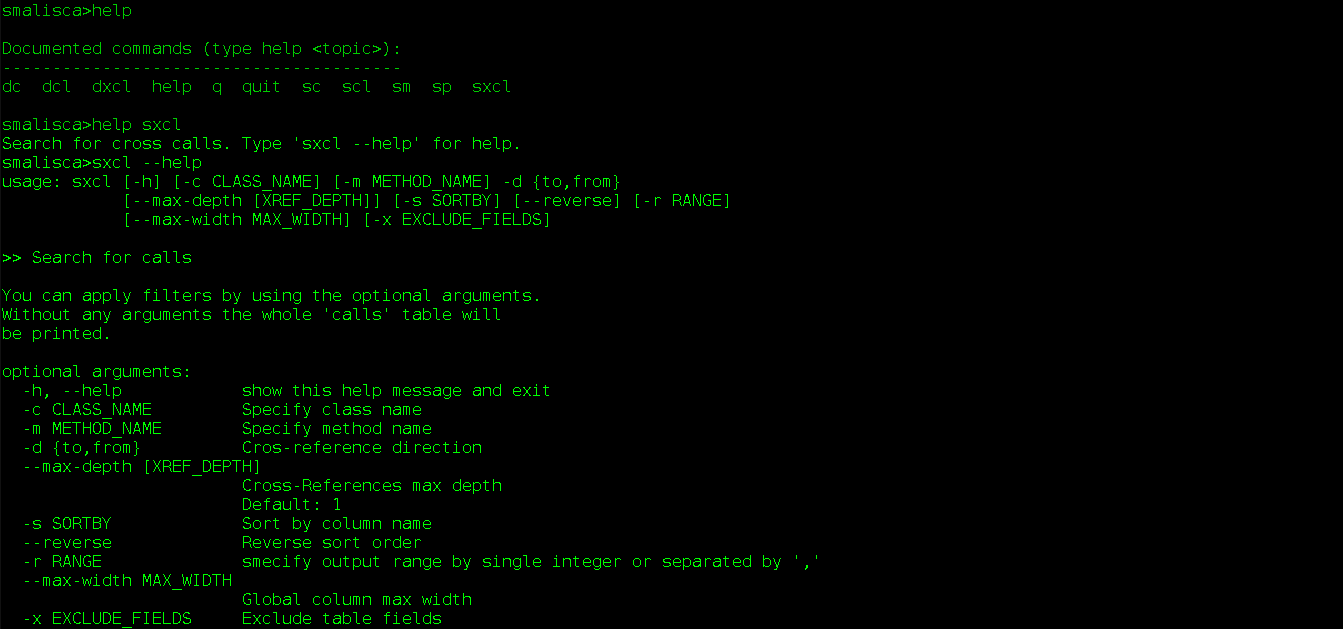 smalisca>help
Documented commands (type help <topic>):
----------------------------------------
dc  dcl  dxcl  help  q  quit  sc  scl  sm  sp  sxcl
smalisca>help sxcl
Search for cross calls. Type 'sxcl --help' for help.
smalisca>sxcl --help
usage: sxcl [-h] [-c CLASS_NAME] [-m METHOD_NAME] -d {to,from}
            [--max-depth [XREF_DEPTH]] [-s SORTBY] [--reverse] [-r RANGE]
            [--max-width MAX_WIDTH] [-x EXCLUDE_FIELDS]
>> Search for calls
You can apply filters by using the optional arguments.
Without any arguments the whole 'calls' table will
be printed.
optional arguments:
  -h, --help            show this help message and exit
  -c CLASS_NAME         Specify class name
  -m METHOD_NAME        Specify method name
  -d {to,from}          Cros-reference direction
  --max-depth [XREF_DEPTH]
                        Cross-References max depth
                        Default: 1
  -s SORTBY             Sort by column name
  --reverse             Reverse sort order
  -r RANGE              smecify output range by single integer or separated by ','
  --max-width MAX_WIDTH
                        Global column max width
  -x EXCLUDE_FIELDS     Exclude table fields